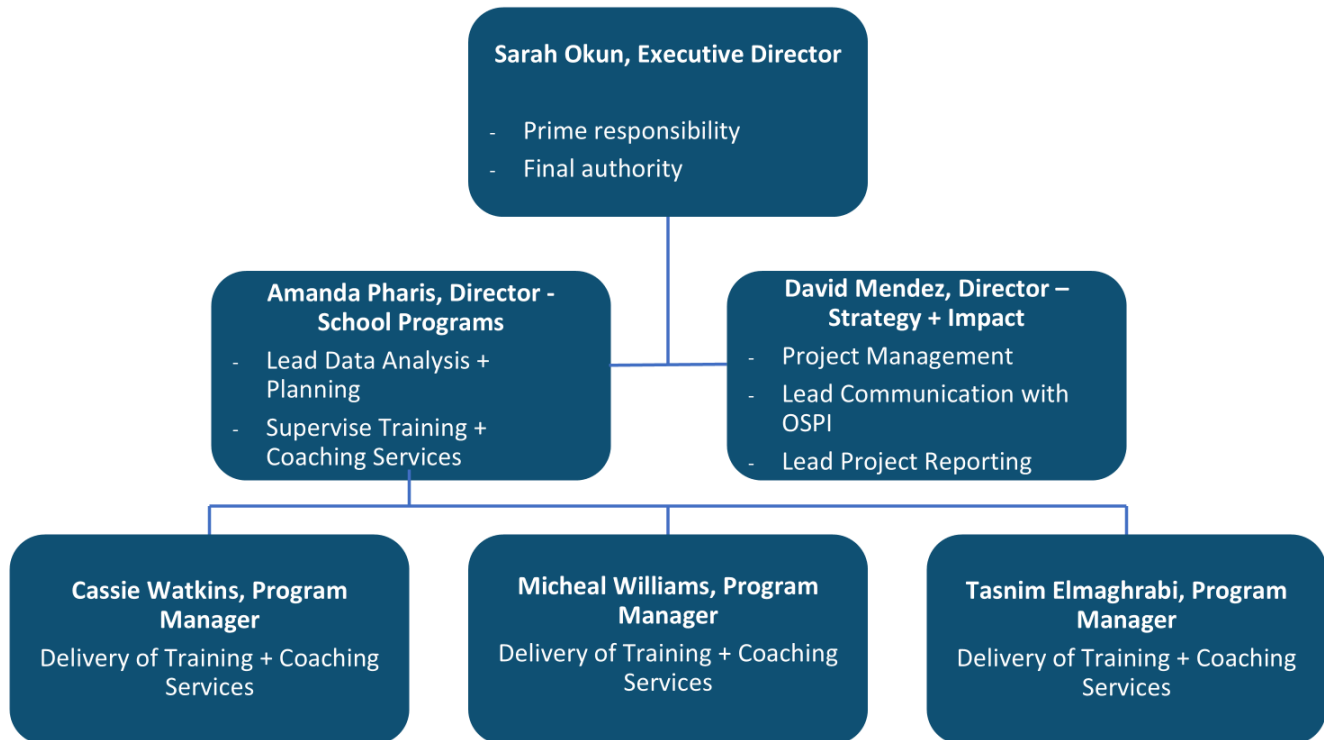 Sarah Okun, Executive Director
- Prime responsibility
- Final authority
Amanda Pharis, Director -
School Programs
- Lead Data Analysis +
Planning
- Supervise Training +
Coaching Services
David Mendez, Director –
Strategy + Impact
- Project Management
- Lead Communication with
OSPI
- Lead Project Reporting
Cassie Watkins, Program
Manager
Delivery of Training + Coaching
Services
Micheal Williams, Program
Manager
Delivery of Training + Coaching
Services
Tasnim Elmaghrabi, Program
Manager
Delivery of Training + Coaching
Services